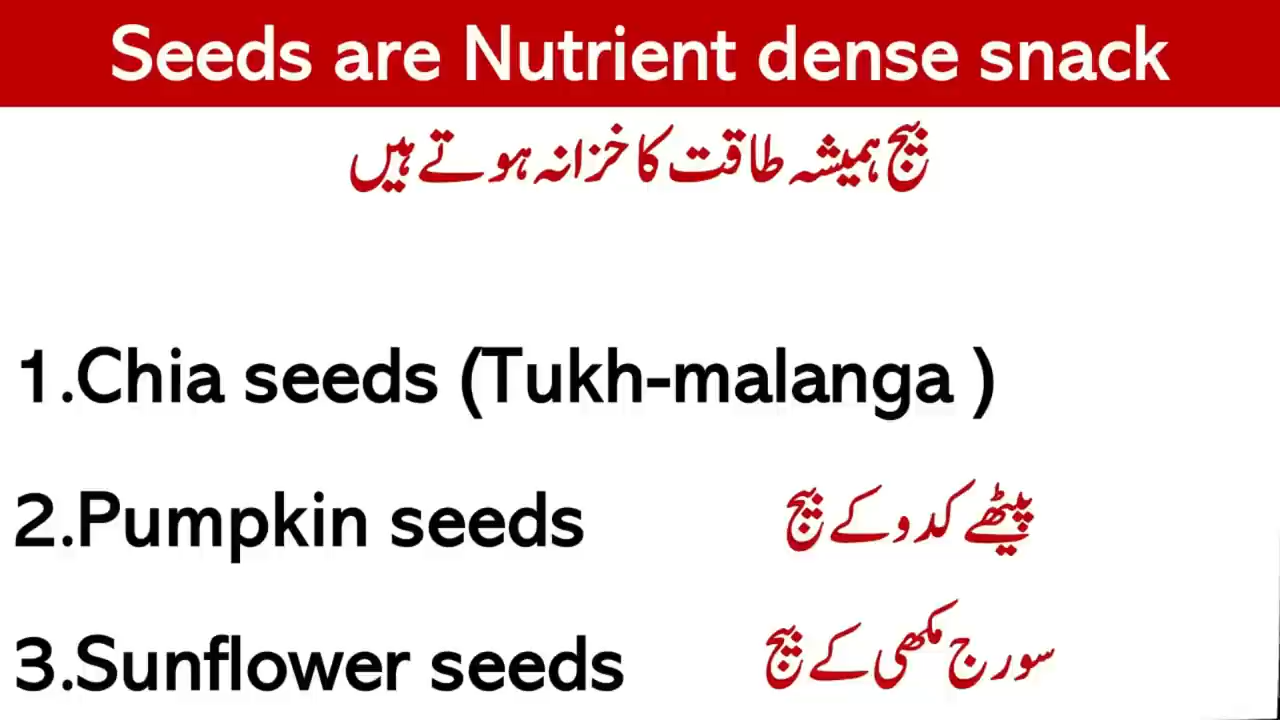 Seeds are Nutrient dense snack
بیج ہمیشہ طاقت کا خزانہ ہوتے ہیں
1.Chia seeds (Tukh-malanga )
2.Pumpkin seeds پیٹھے کدو کے بیج
3.Sunflower seeds سورج مکھی کے بیج